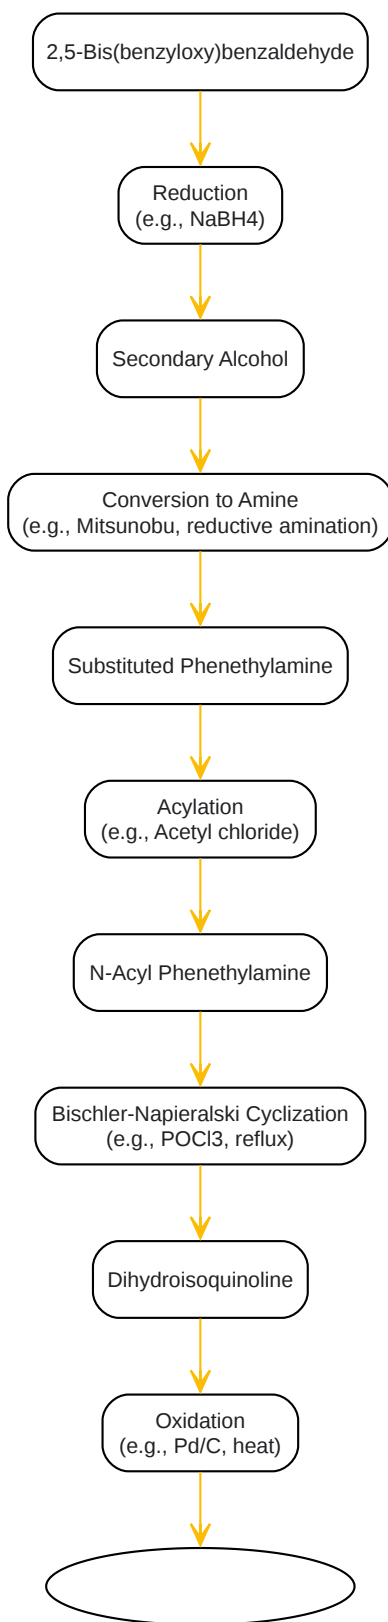 2,5-Bis(benzyloxy)benzaldehyde
Reduction
(e.g., NaBH4)
Secondary Alcohol
Conversion to Amine
(e.g., Mitsunobu, reductive amination)
Substituted Phenethylamine
Acylation
(e.g., Acetyl chloride)
N-Acyl Phenethylamine
Bischler-Napieralski Cyclization
(e.g., POCl3, reflux)
Dihydroisoquinoline
Oxidation
(e.g., Pd/C, heat)